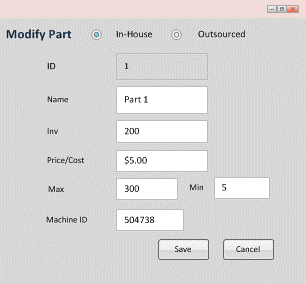 Modify Part In-House Outsourced
ID 1
Name Part 1
Inv 200
Price/Cost $5.00
Max 300 Min 5
Machine ID 504738
Save Cancel